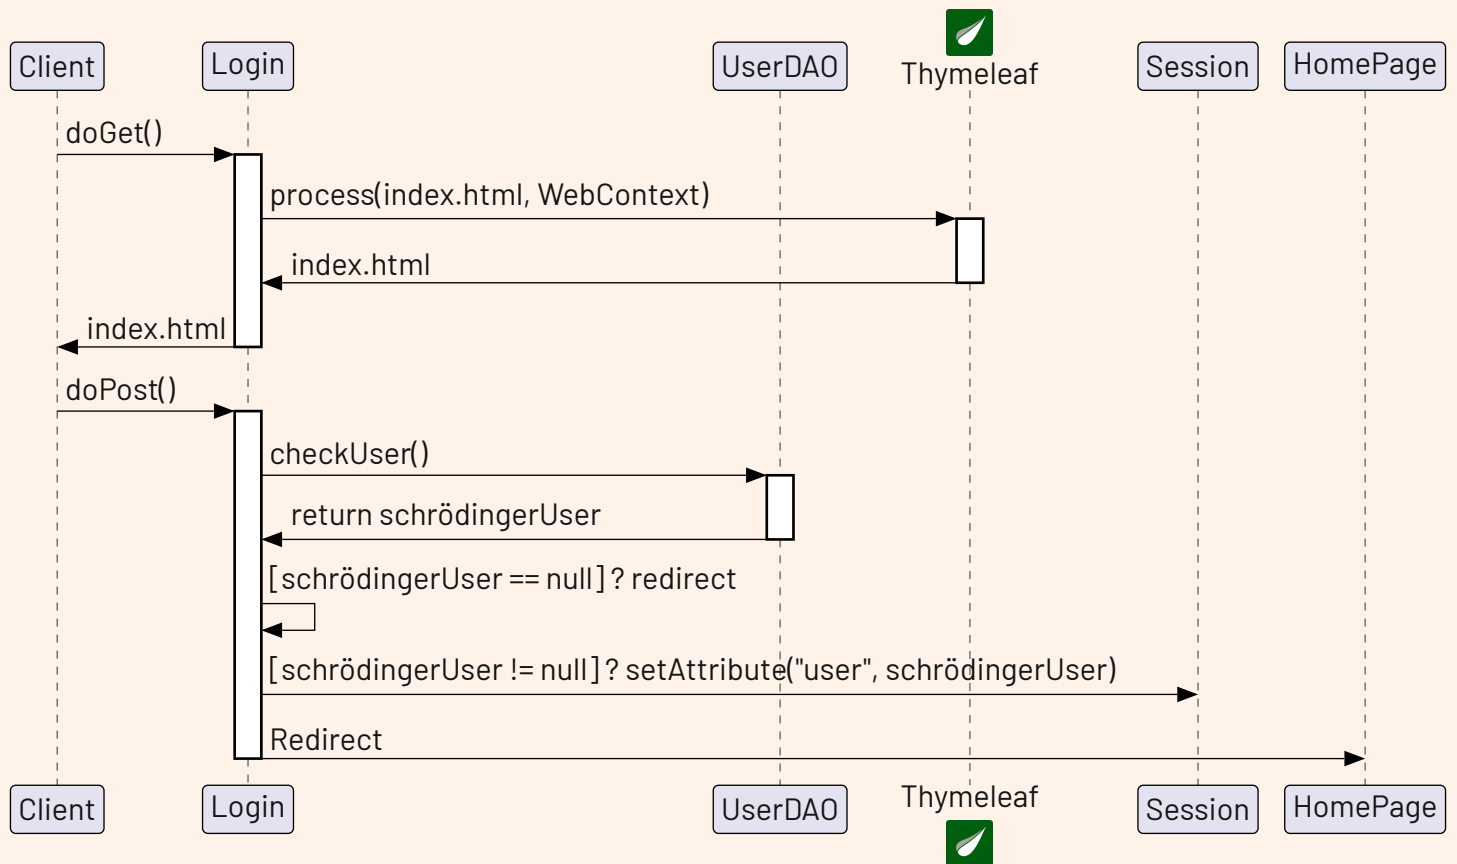 Client
Login
UserDAO
Thymeleaf
Session
HomePage
doGet()
process(index.html, WebContext)
index.html
index.html
doPost()
checkUser()
return schrödingerUser
[schrödingerUser == null] ? redirect
[schrödingerUser != null] ? setAttribute("user", schrödingerUser)
Redirect
Client
Login
UserDAO
Thymeleaf
Session
HomePage